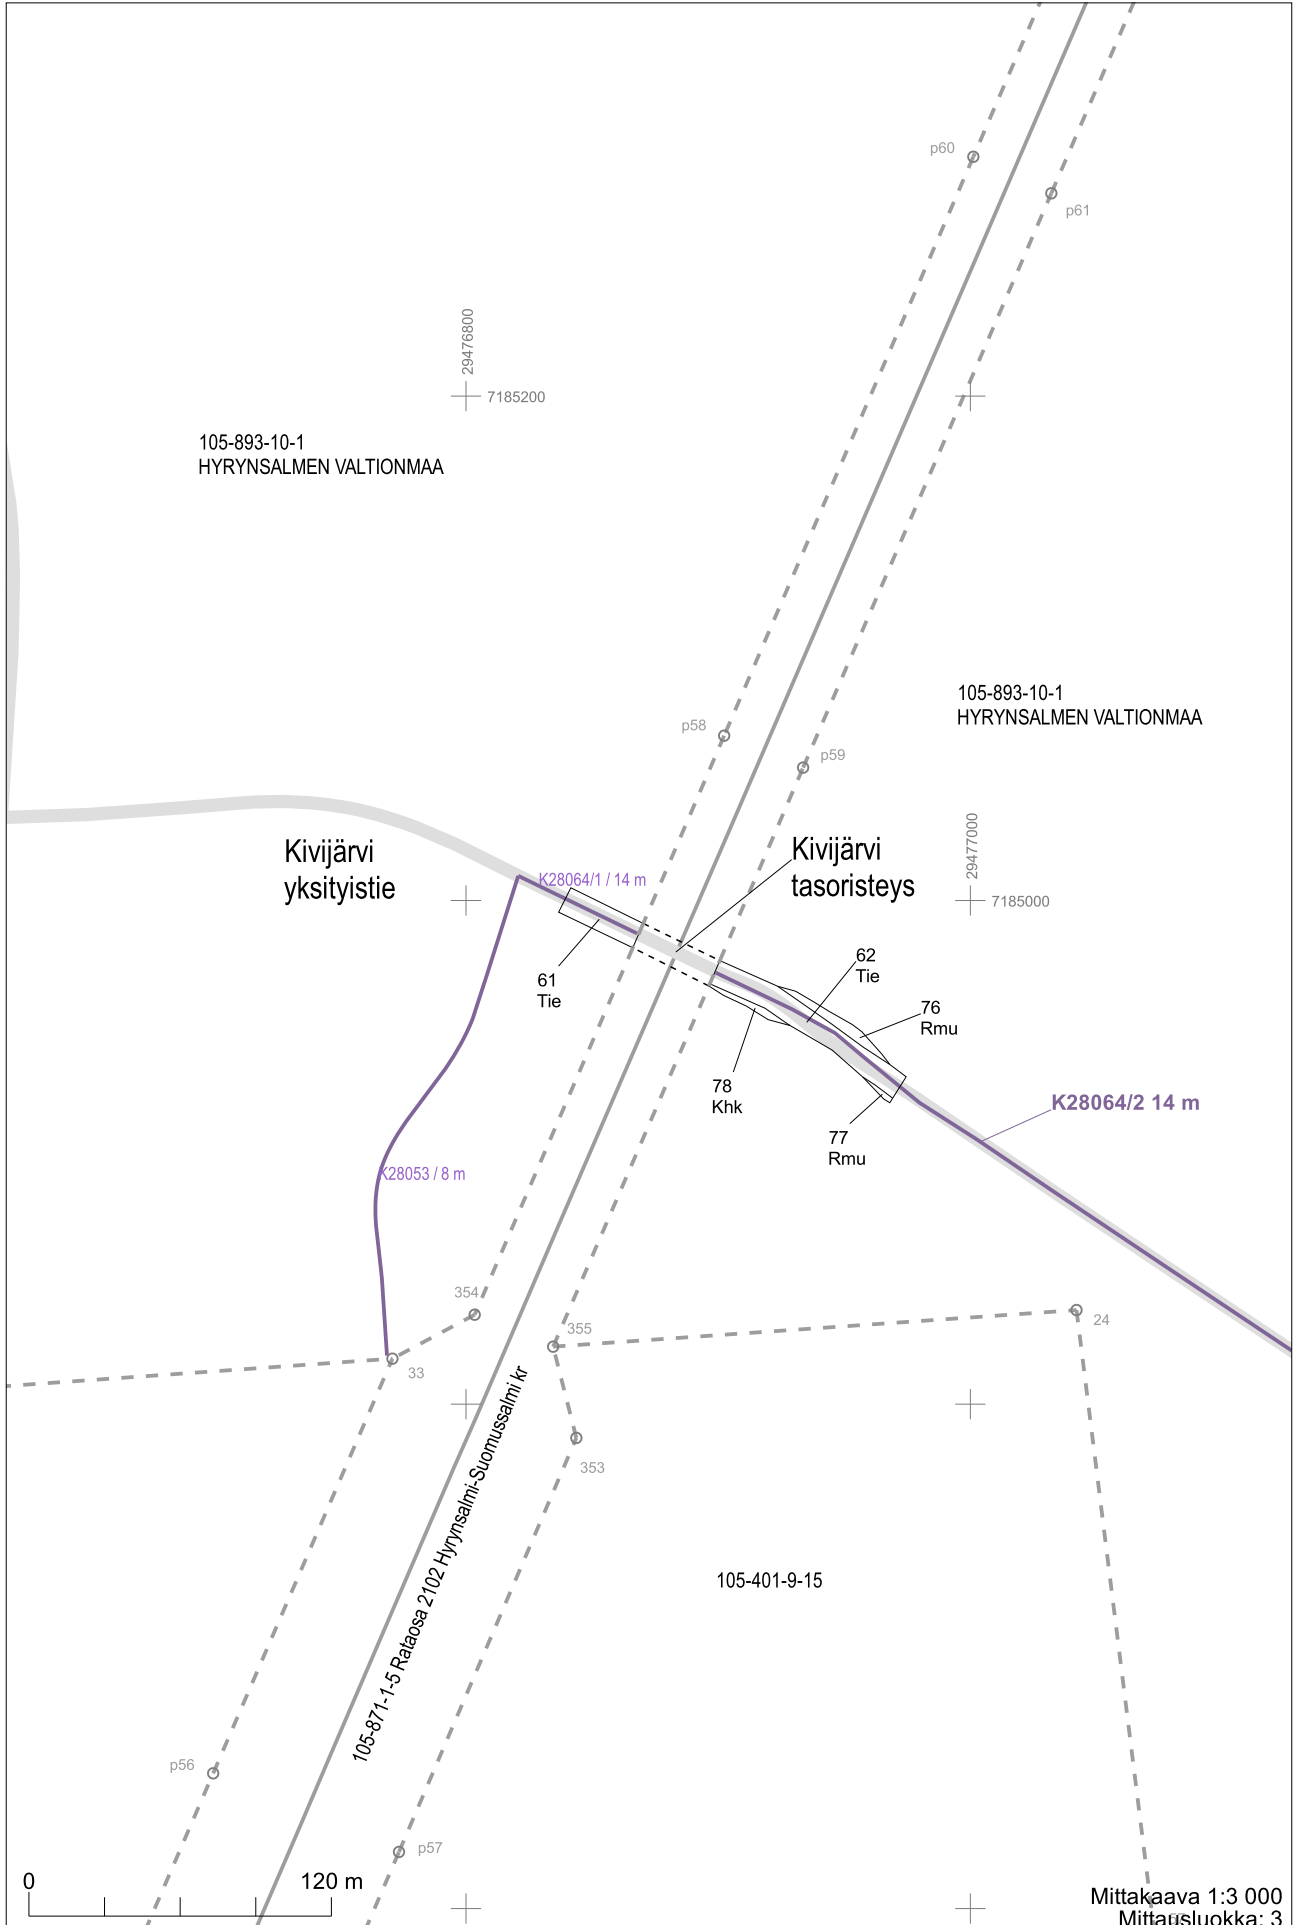 p60
p61
29476800
7185200
105-893-10-1
HYRYNSALMEN VALTIONMAA
105-893-10-1
HYRYNSALMEN VALTIONMAA
p58
p59
29477000
7185000
Kivijärvi
yksityistie
K28064/1 / 14 m
Kivijärvi
tasoristeys
61
Tie
62
Tie
76
Rmu
78
Khk
77
Rmu
K28064/2 14 m
K28053 / 8 m
354
355
24
33
353
105-871-1-5 Rataosa 2102 Hyrynsalmi-Suomussalmi kr
105-401-9-15
p56
p57
0
120 m
Mittakaava 1:3 000
Mittausluokka: 3